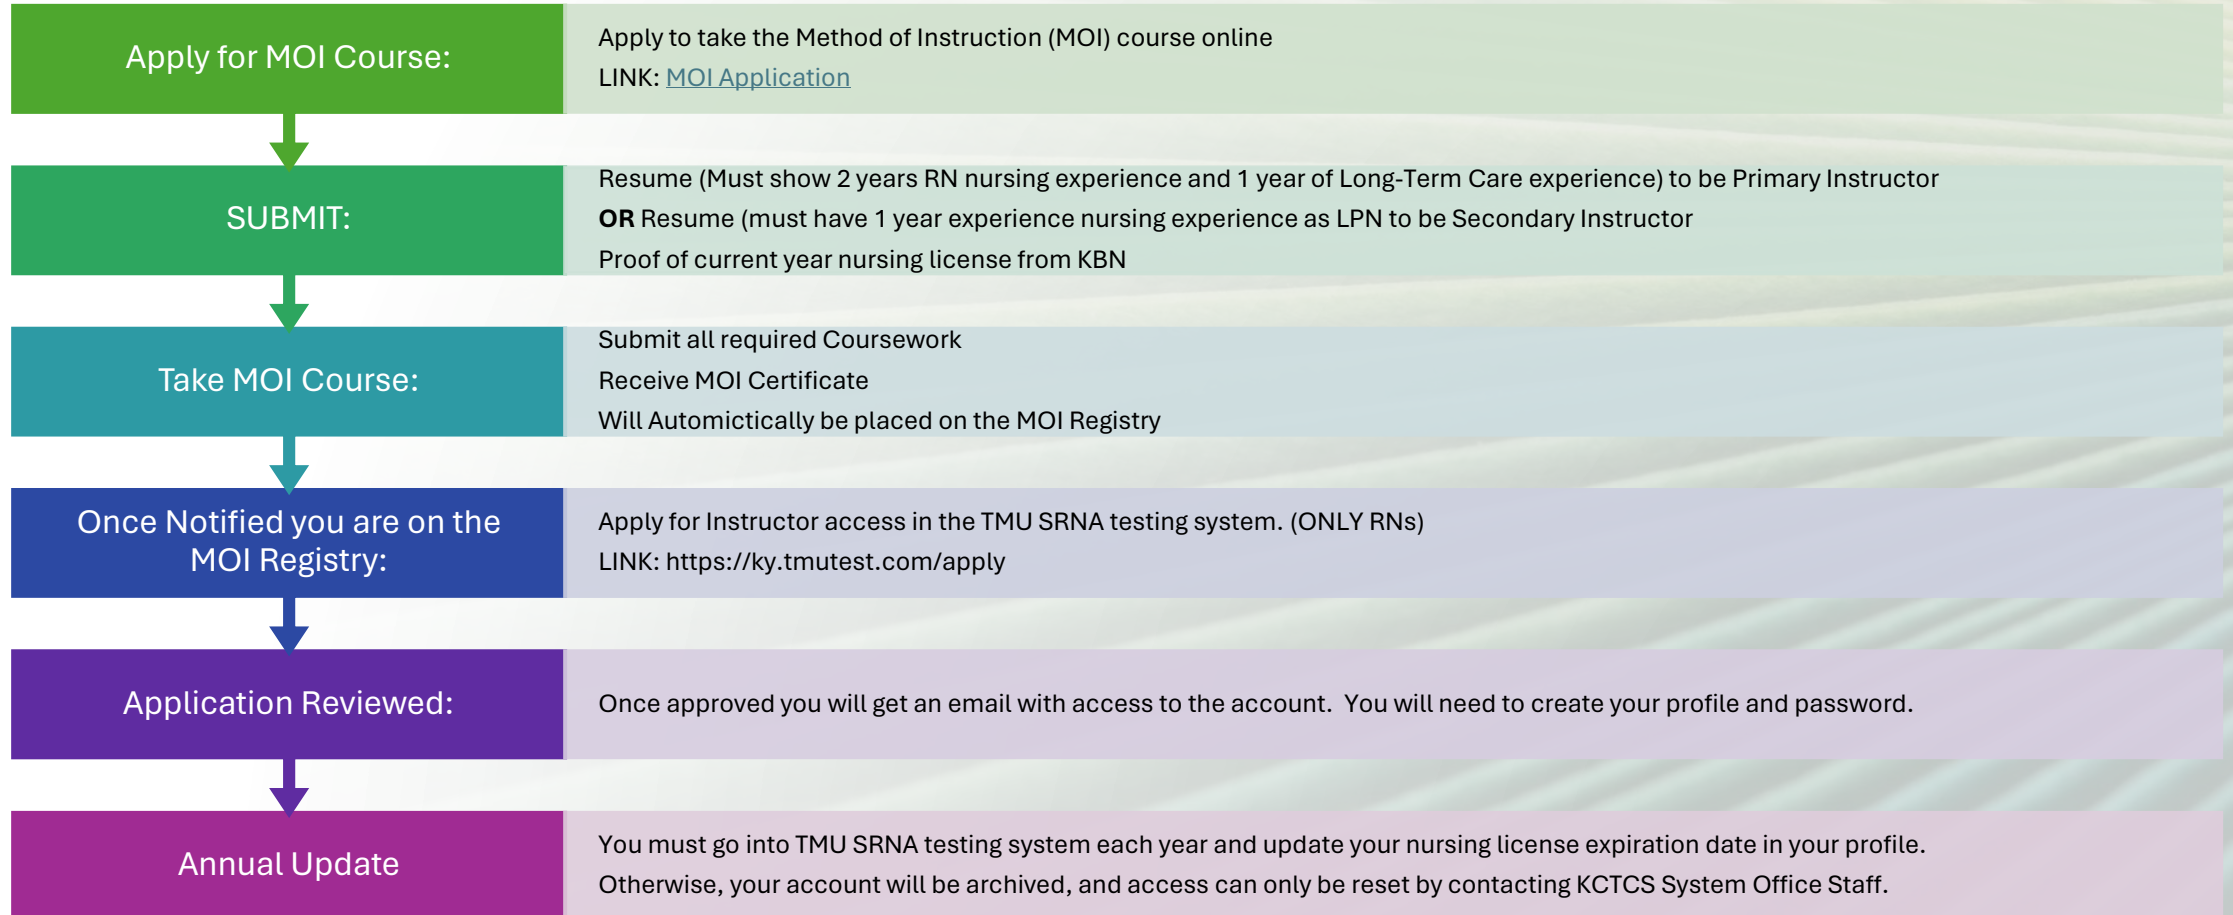 Apply for MOI Course:
Apply to take the Method of Instruction (MOI) course online
LINK: MOI Application
SUBMIT:
Resume (Must show 2 years RN nursing experience and 1 year of Long-Term Care experience) to be Primary Instructor
OR Resume (must have 1 year experience nursing experience as LPN to be Secondary Instructor
Proof of current year nursing license from KBN
Take MOI Course:
Submit all required Coursework
Receive MOI Certificate
Will Automictically be placed on the MOI Registry
Once Notified you are on the
MOI Registry:
Apply for Instructor access in the TMU SRNA testing system. (ONLY RNs)
LINK: https://ky.tmutest.com/apply
Application Reviewed:
Once approved you will get an email with access to the account.  You will need to create your profile and password.
Annual Update
You must go into TMU SRNA testing system each year and update your nursing license expiration date in your profile.
Otherwise, your account will be archived, and access can only be reset by contacting KCTCS System Office Staff.